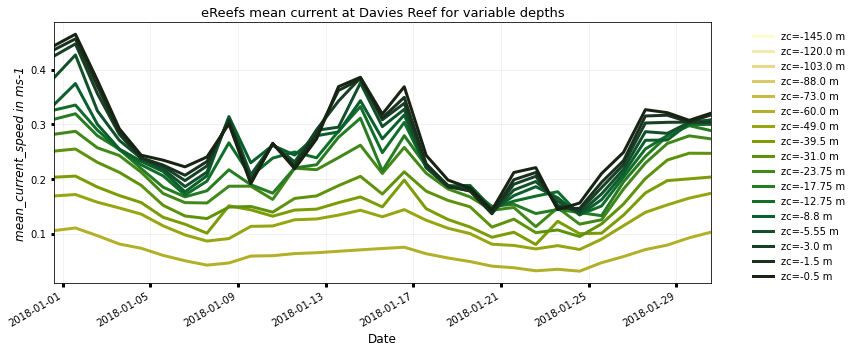 eReefs mean current at Davies Reef for variable depths
mean_current_speed in ms-1
0.4
0.3
0.2
0.1
2018-01-01
2018-01-05
2018-01-09
2018-01-13
2018-01-17
2018-01-21
2018-01-25
2018-01-29
Date
zc=-145.0 m
zc=-120.0 m
zc=-103.0 m
zc=-88.0 m
zc=-73.0 m
zc=-60.0 m
zc=-49.0 m
zc=-39.5 m
zc=-31.0 m
zc=-23.75 m
zc=-17.75 m
zc=-12.75 m
zc=-8.8 m
zc=-5.55 m
zc=-3.0 m
zc=-1.5 m
zc=-0.5 m